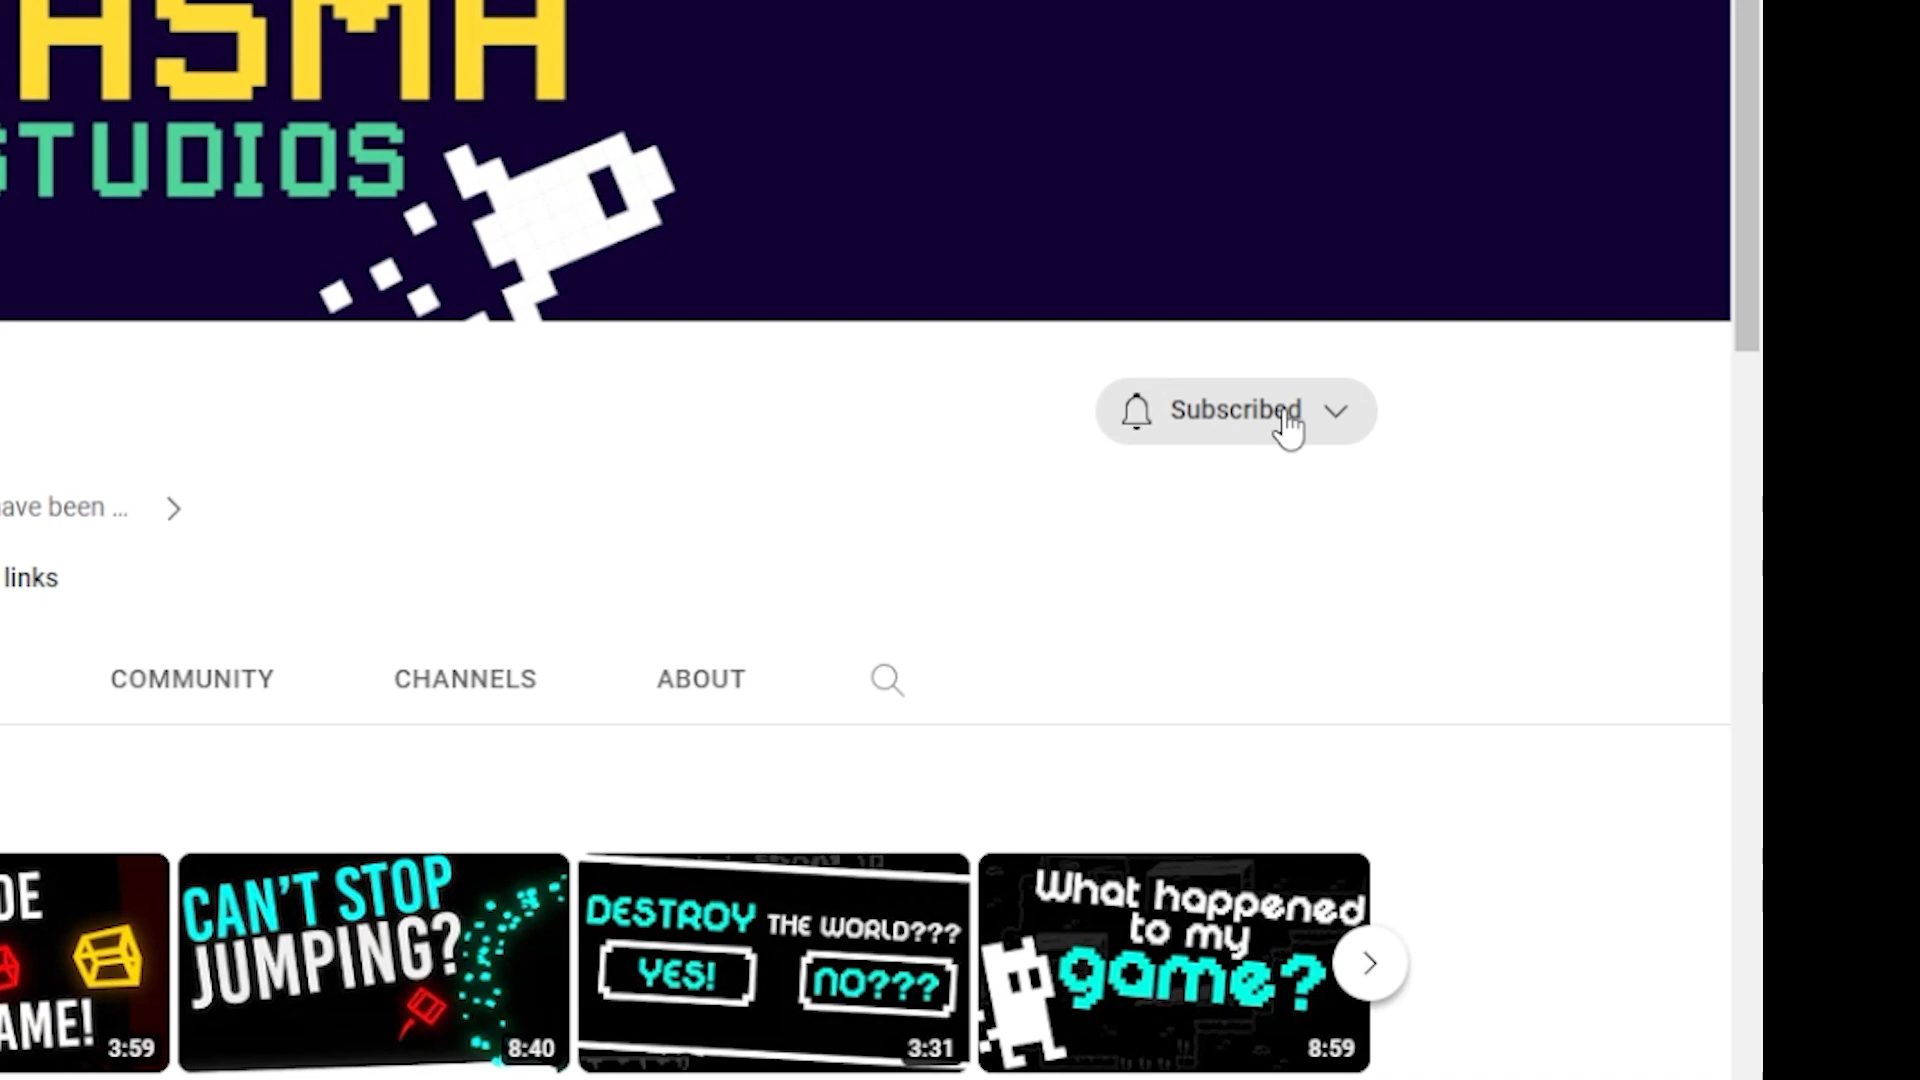 ASMA
STUDIOS
Subscribed
have been ...
links
COMMUNITY
CHANNELS
ABOUT
DE
AME!
3:59
CAN'T STOP
JUMPING?
8:40
DESTROY THE WORLD???
YES! NO???
3:31
What happened
to my
game?
8:59